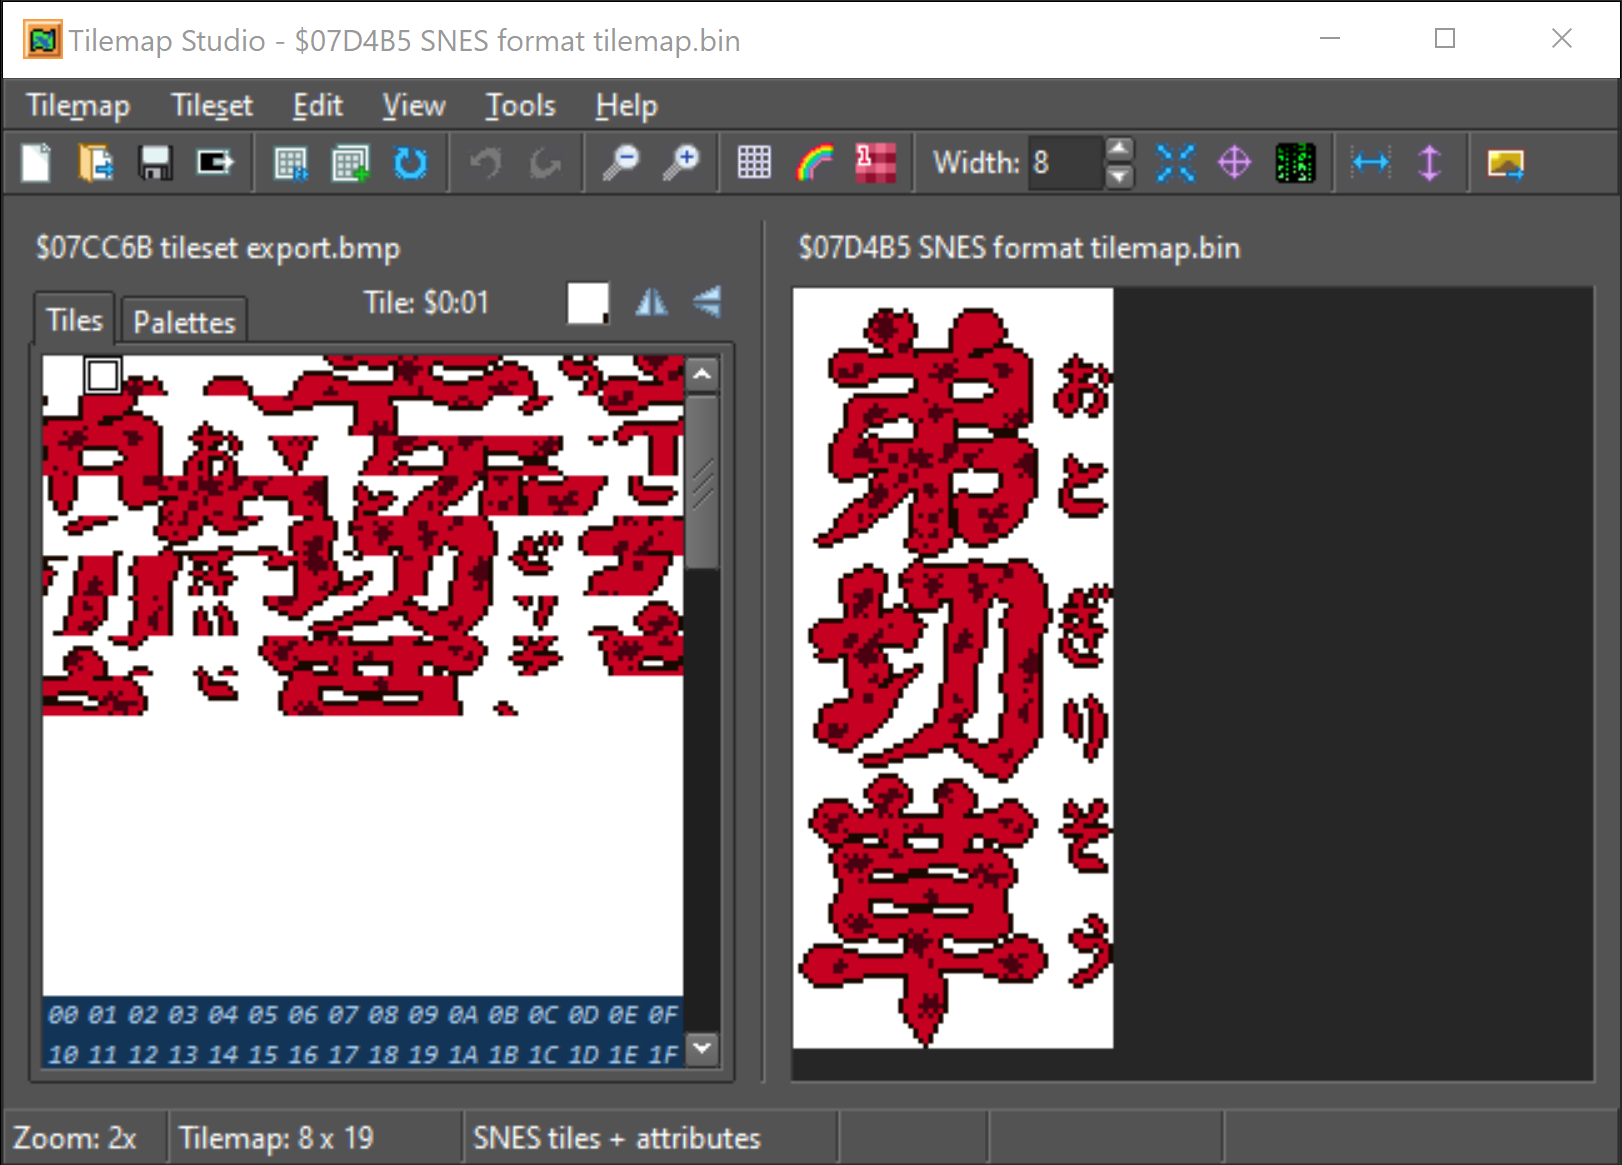 Tilemap Studio - $07D4B5 SNES format tilemap.bin
Tilemap Tileset Edit View Tools Help
1 Width: 8
$07CC6B tileset export.bmp
Tiles Palettes Tile: $0:01
00 01 02 03 04 05 06 07 08 09 0A 0B 0C 0D 0E 0F
10 11 12 13 14 15 16 17 18 19 1A 1B 1C 1D 1E 1F
$07D4B5 SNES format tilemap.bin
弟切草
おとぎりそう
Zoom: 2x Tilemap: 8 x 19 SNES tiles + attributes